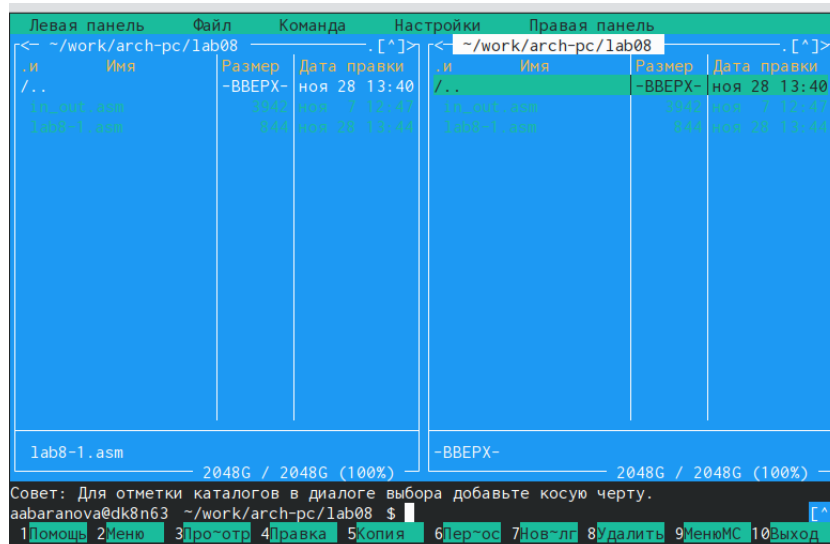 Левая панель Файл Команда Настройки Правая панель
<─ ~/work/arch-pc/lab08 .[^]> <─ ~/work/arch-pc/lab08 .[^]>
.и Имя Размер Дата правки .и Имя Размер Дата правки
/.. -ВВЕРХ- ноя 28 13:40 /.. -ВВЕРХ- ноя 28 13:40
in_out.asm 3942 ноя 7 12:47 in_out.asm 3942 ноя 7 12:47
lab8-1.asm 844 ноя 28 13:44 lab8-1.asm 844 ноя 28 13:44
lab8-1.asm -ВВЕРХ-
2048G / 2048G (100%) 2048G / 2048G (100%)
Совет: Для отметки каталогов в диалоге выбора добавьте косую черту.
aabaranova@dk8n63 ~/work/arch-pc/lab08 $ [^
1Помощь 2Меню 3Про~отр 4Правка 5Копия 6Пер~ос 7Нов~лг 8Удалить 9МенюМС 10Выход